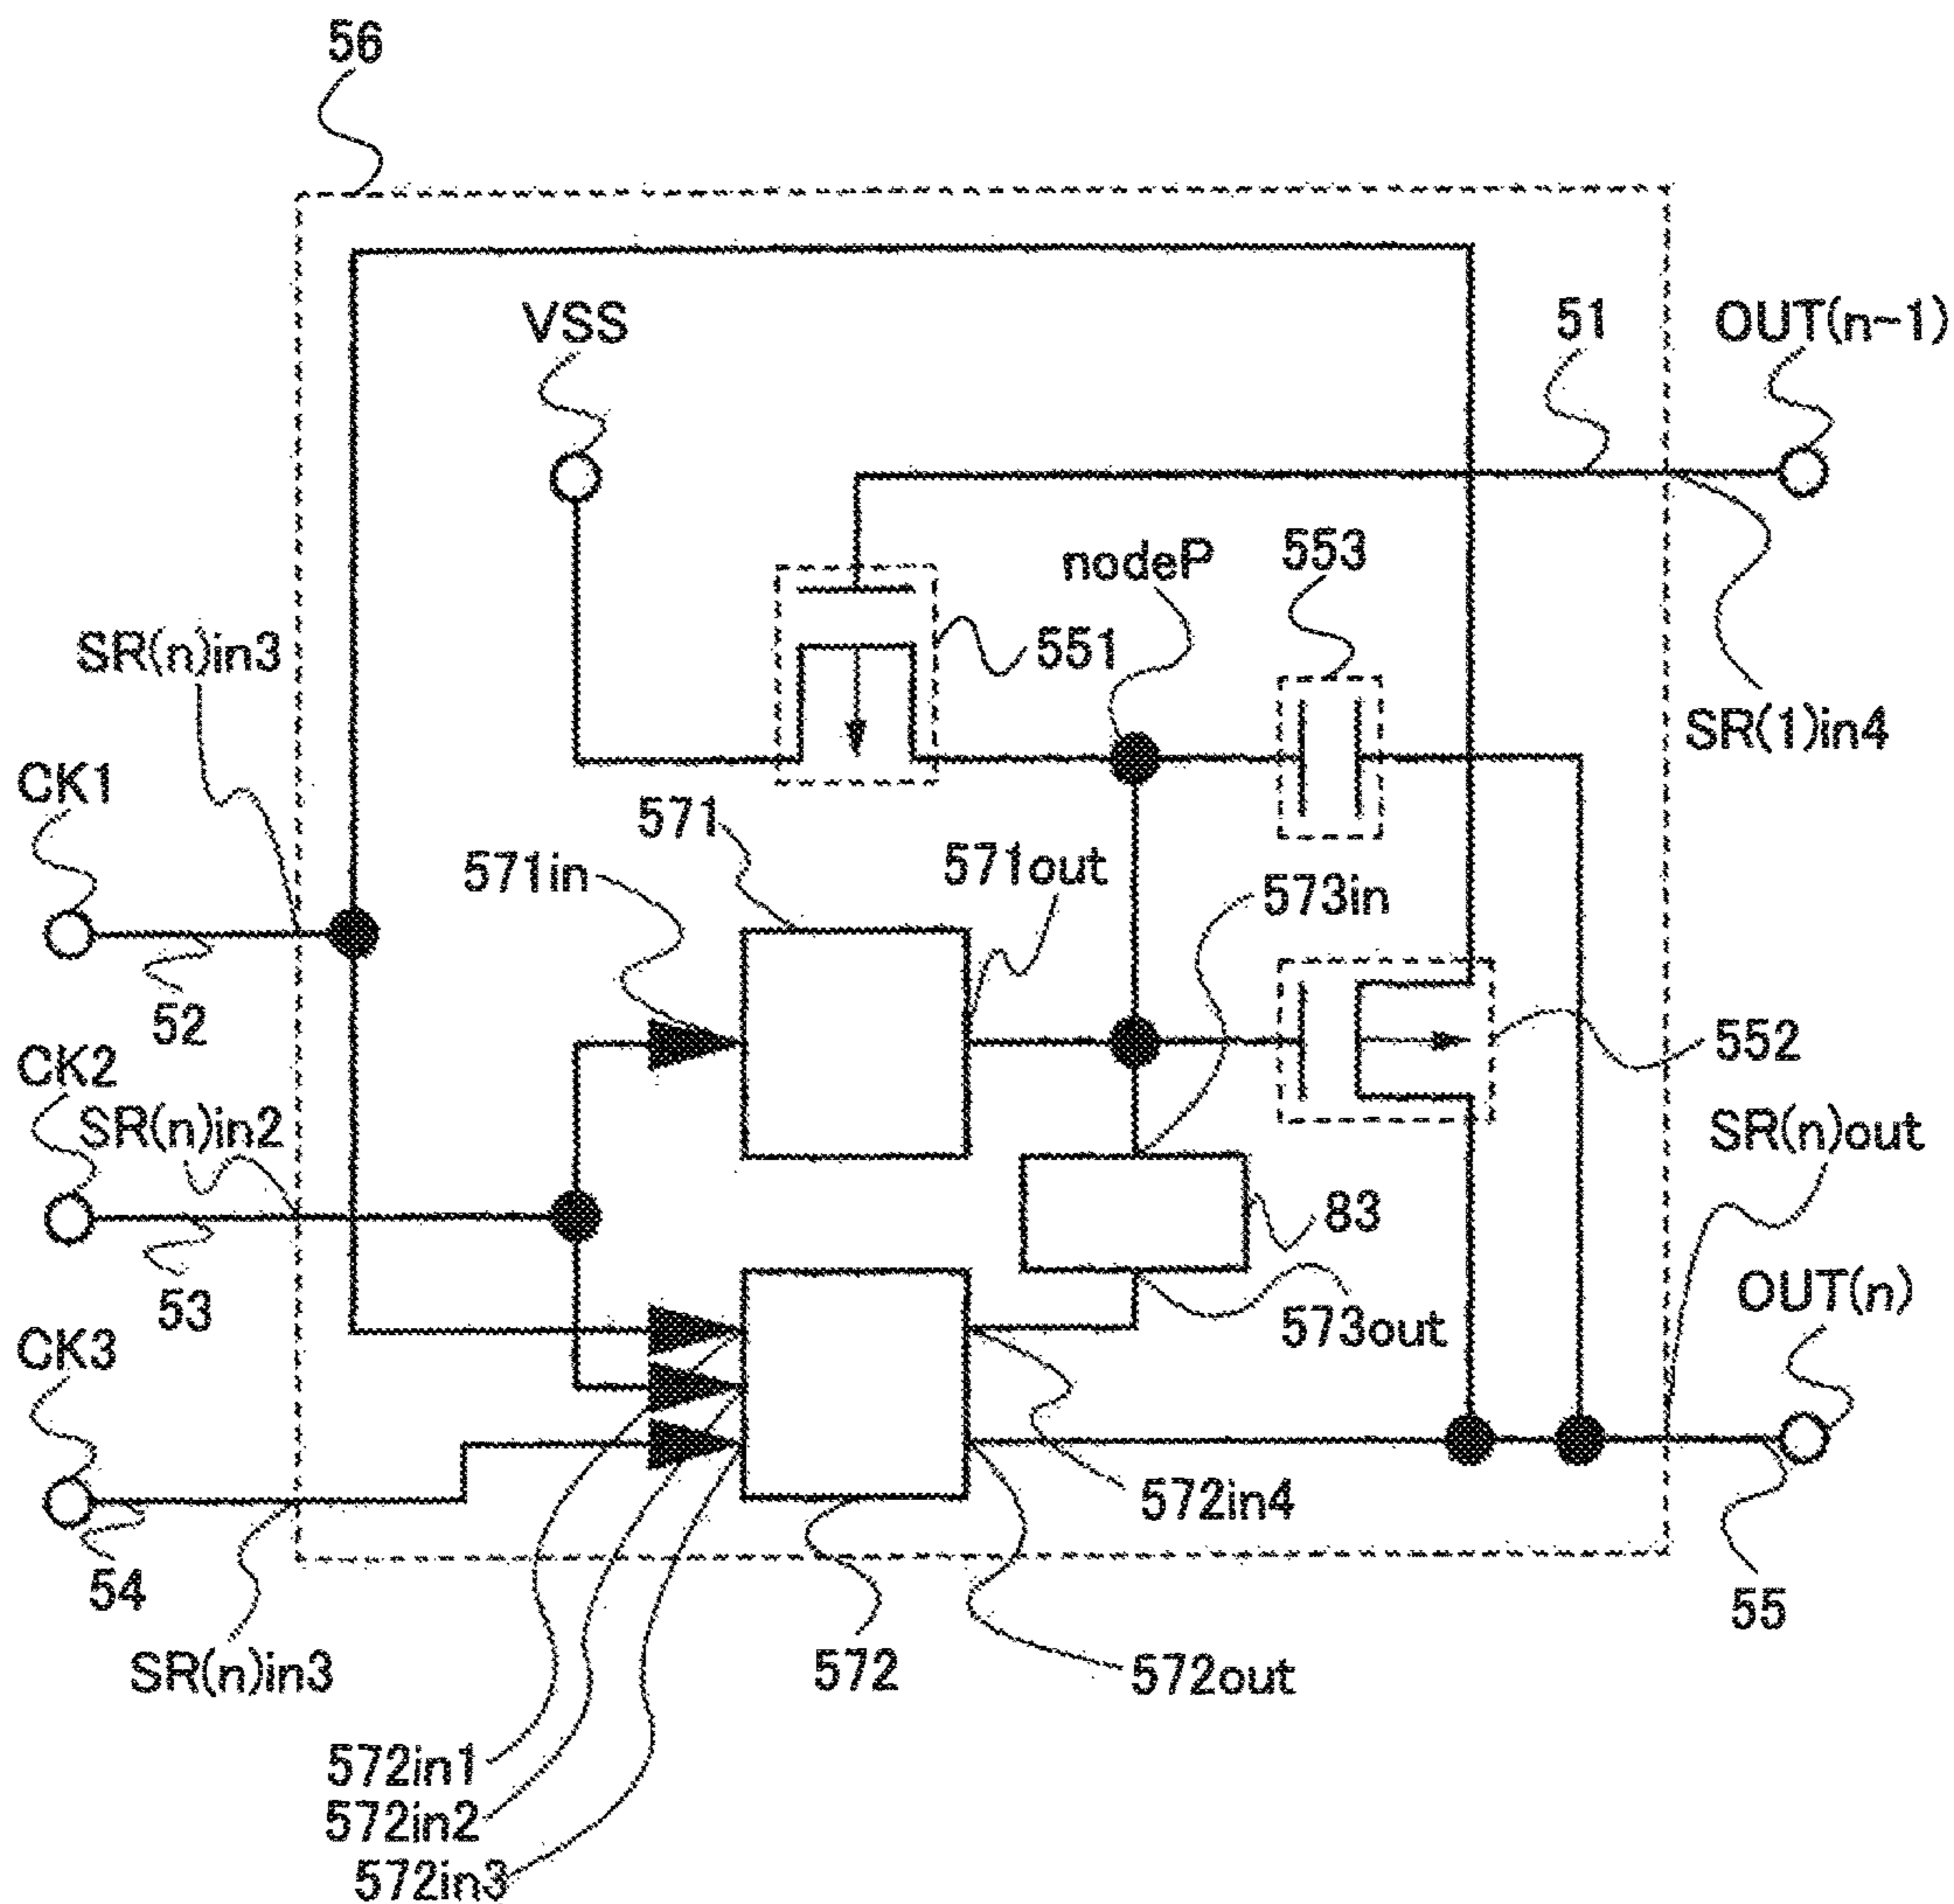 56
VSS
51
OUT(n-1)
nodeP
553
SR(n)in3
551
SR(1)in4
CK1
571
571in
571out
573in
52
552
CK2
SR(n)in2
SR(n)out
83
53
OUT(n)
CK3
573out
572in4
54
55
SR(n)in3
572
572out
572in1
572in2
572in3